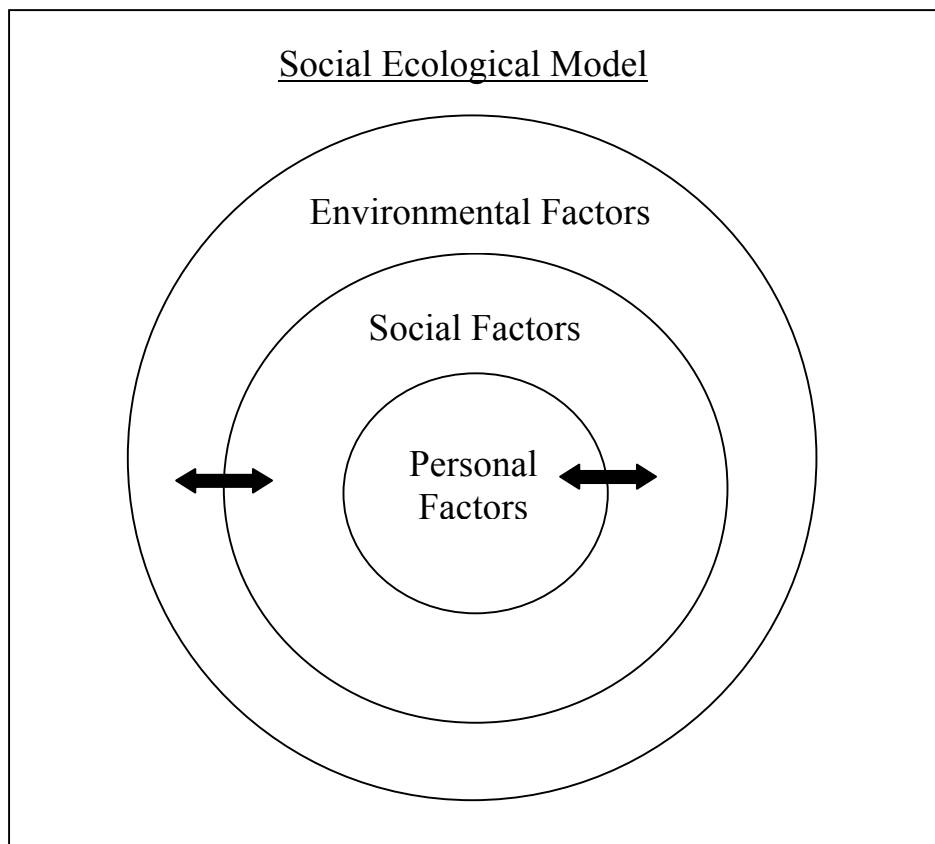 Social Ecological Model
Environmental Factors
Social Factors
Personal
Factors